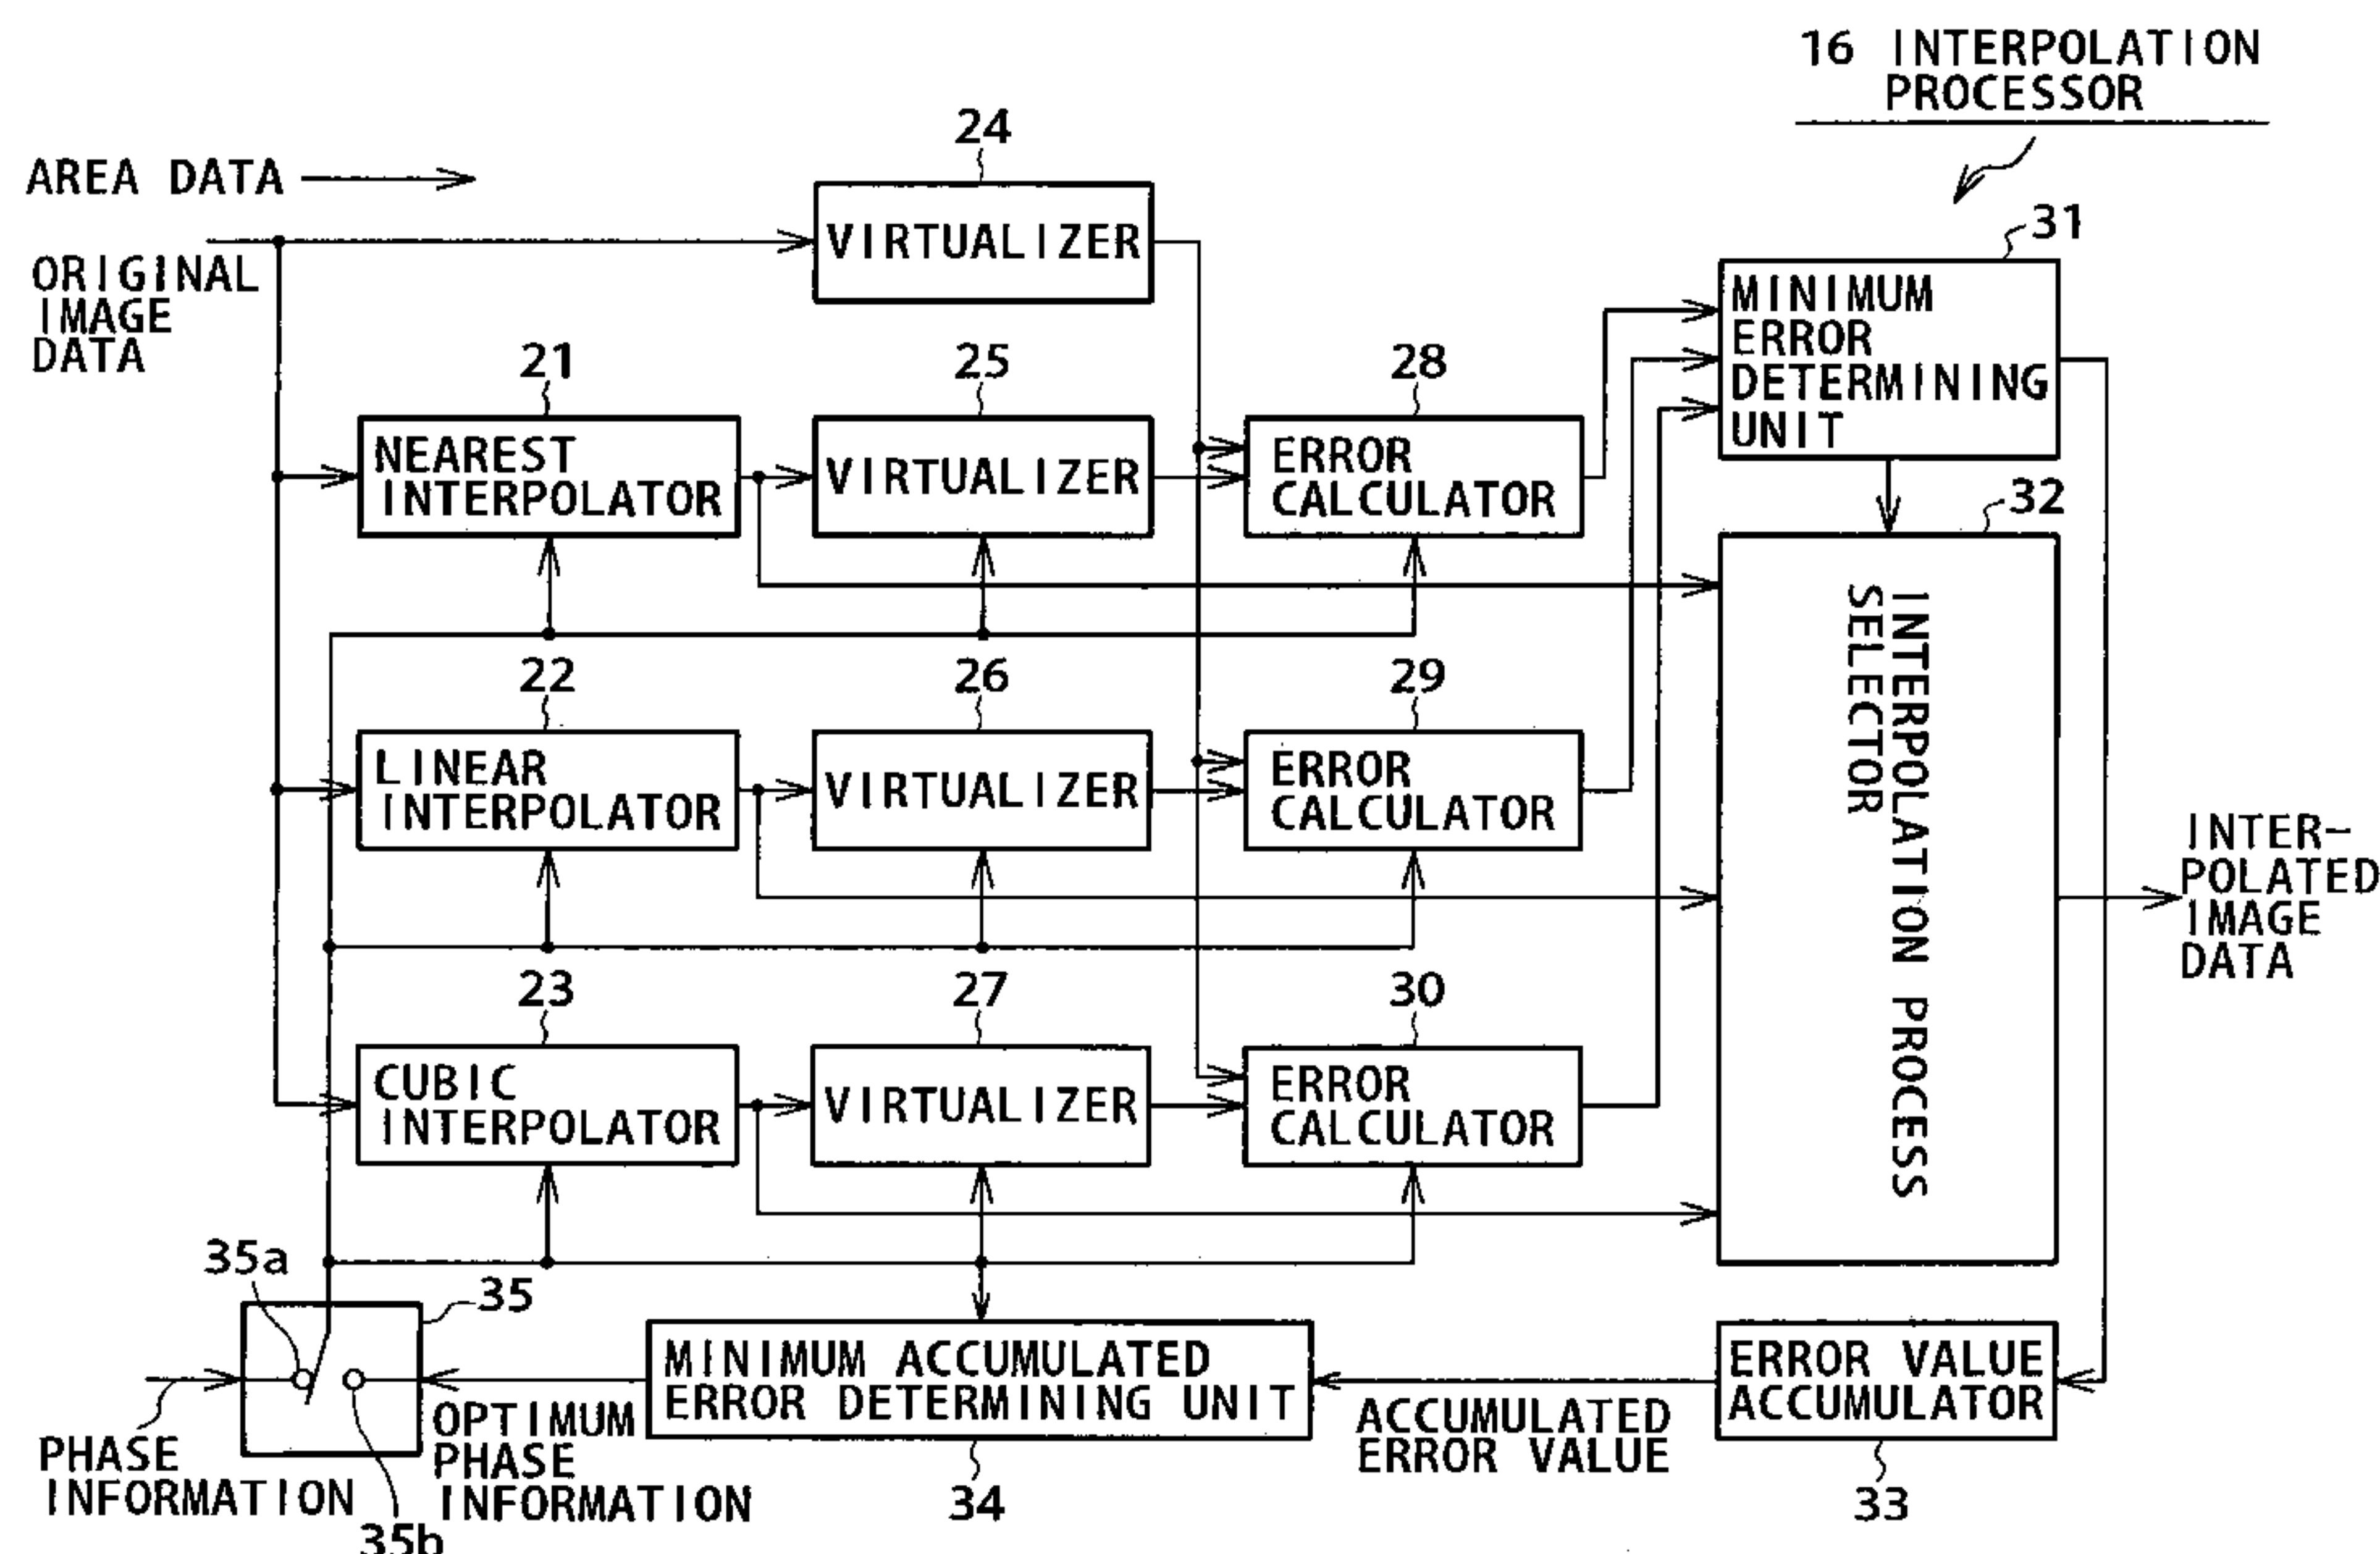 16 INTERPOLATION
PROCESSOR
24
AREA DATA
VIRTUALIZER
31
ORIGINAL
IMAGE
DATA
MINIMUM
ERROR
DETERMINING
UNIT
21
25
28
NEAREST
INTERPOLATOR
VIRTUALIZER
ERROR
CALCULATOR
32
INTERPOLATION PROCESS
SELECTOR
22
26
29
LINEAR
INTERPOLATOR
VIRTUALIZER
ERROR
CALCULATOR
INTER-
POLATED
IMAGE
DATA
23
27
30
CUBIC
INTERPOLATOR
VIRTUALIZER
ERROR
CALCULATOR
35a
35
MINIMUM ACCUMULATED
ERROR DETERMINING UNIT
ERROR VALUE
ACCUMULATOR
PHASE
INFORMATION
OPTIMUM
PHASE
INFORMATION
ACCUMULATED
ERROR VALUE
35b
34
33